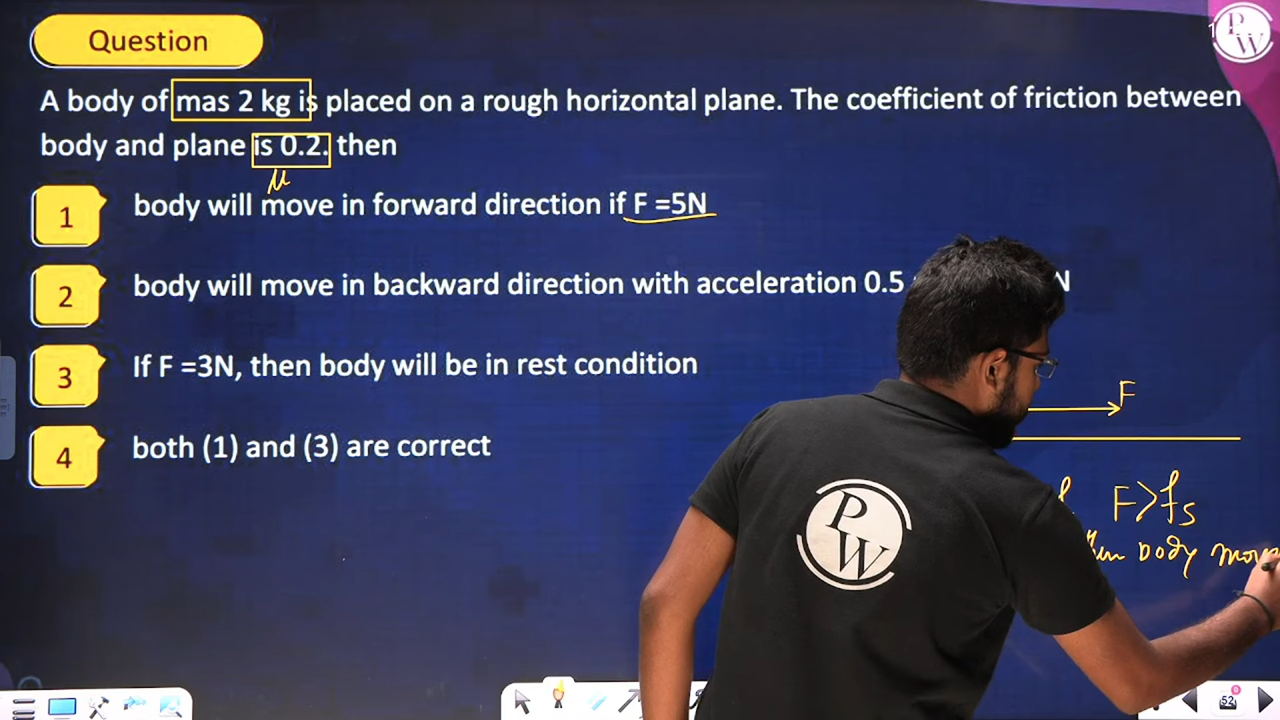 Question
A body of mas 2 kg is placed on a rough horizontal plane. The coefficient of friction between
body and plane is 0.2. then
μ
1 body will move in forward direction if F =5N
2 body will move in backward direction with acceleration 0.5 N
3 If F =3N, then body will be in rest condition
4 both (1) and (3) are correct
F
F>fs
body
P
W
P
W
52